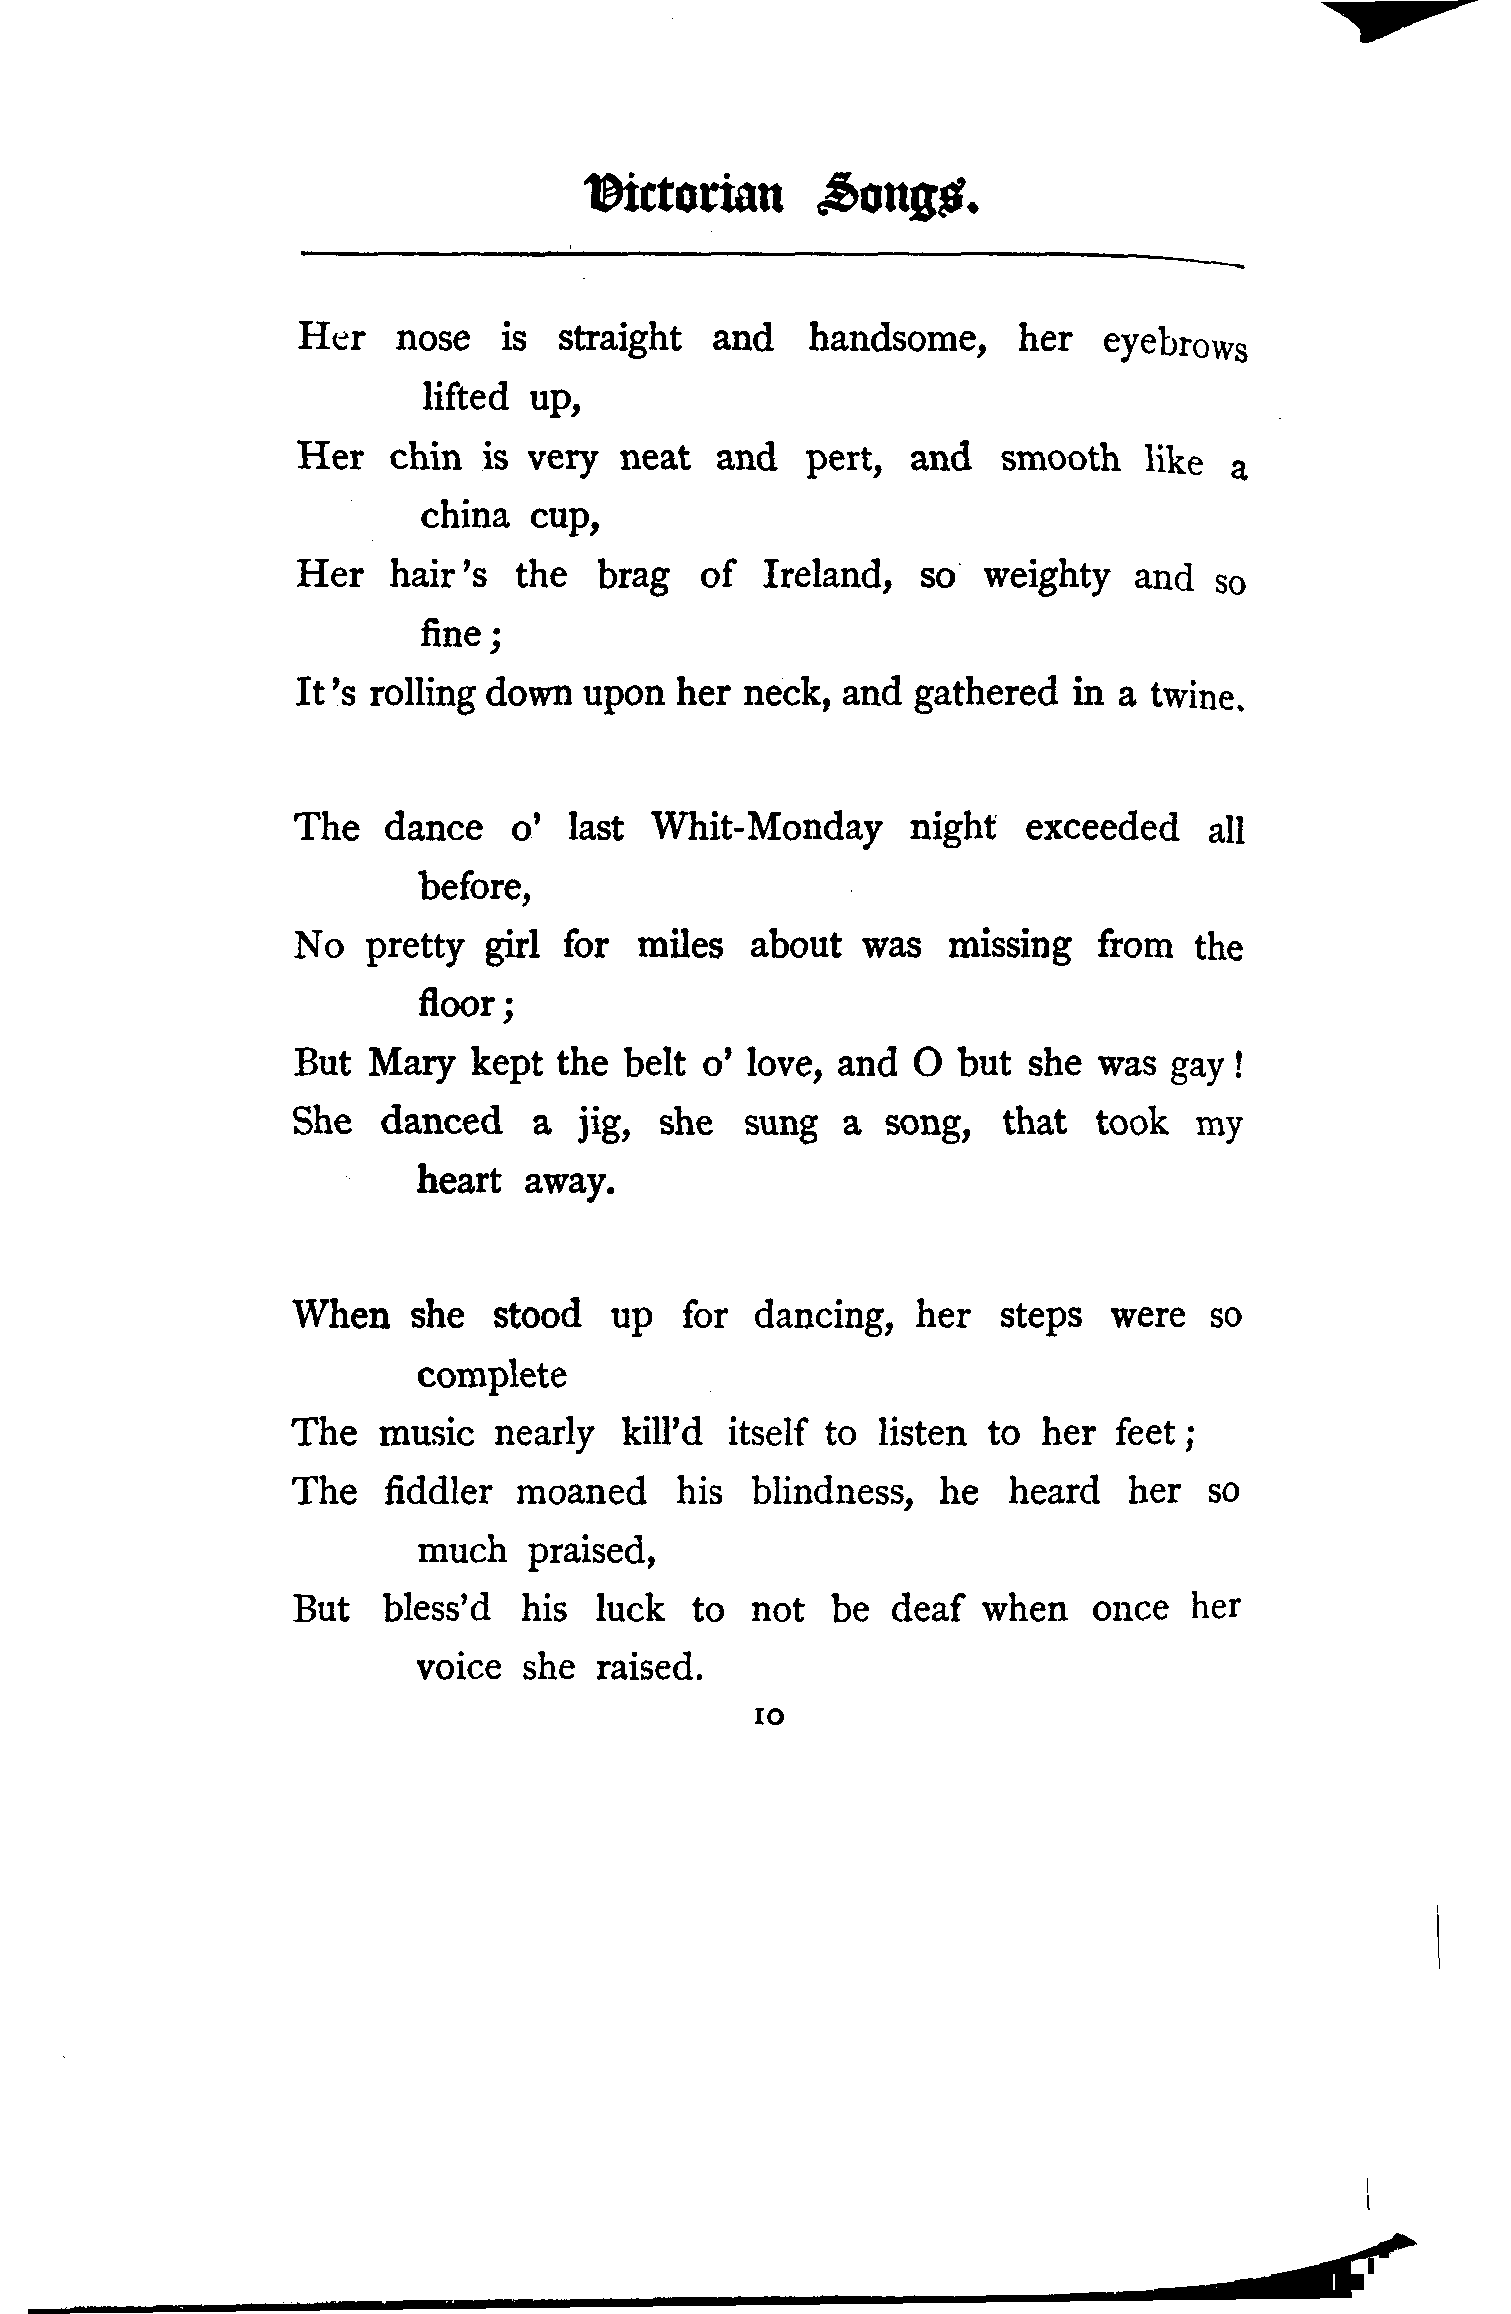 Victorian Songs.
Her nose is straight and handsome, her eyebrows
lifted up,
Her chin is very neat and pert, and smooth like a
china cup,
Her hair's the brag of Ireland, so weighty and so
fine;
It's rolling down upon her neck, and gathered in a twine.
The dance o' last Whit-Monday night exceeded all
before,
No pretty girl for miles about was missing from the
floor;
But Mary kept the belt o' love, and O but she was gay!
She danced a jig, she sung a song, that took my
heart away.
When she stood up for dancing, her steps were so
complete
The music nearly kill'd itself to listen to her feet;
The fiddler moaned his blindness, he heard her so
much praised,
But bless'd his luck to not be deaf when once her
voice she raised.
10